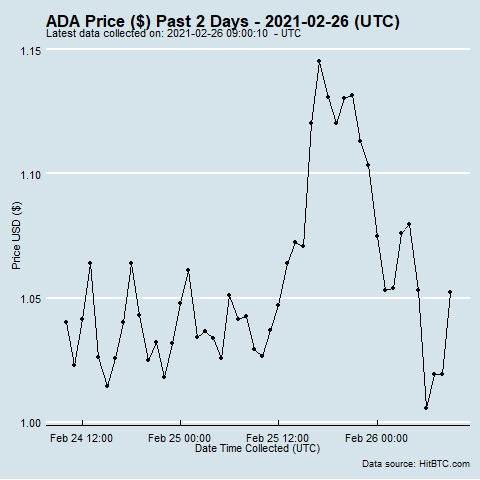 ADA Price ($) Past 2 Days - 2021-02-26 (UTC)
Latest data collected on: 2021-02-26 09:00:10 - UTC
1.15
1.10
1.05
1.00
Price USD ($)
Feb 24 12:00 Feb 25 00:00 Feb 25 12:00 Feb 26 00:00
Date Time Collected (UTC)
Data source: HitBTC.com